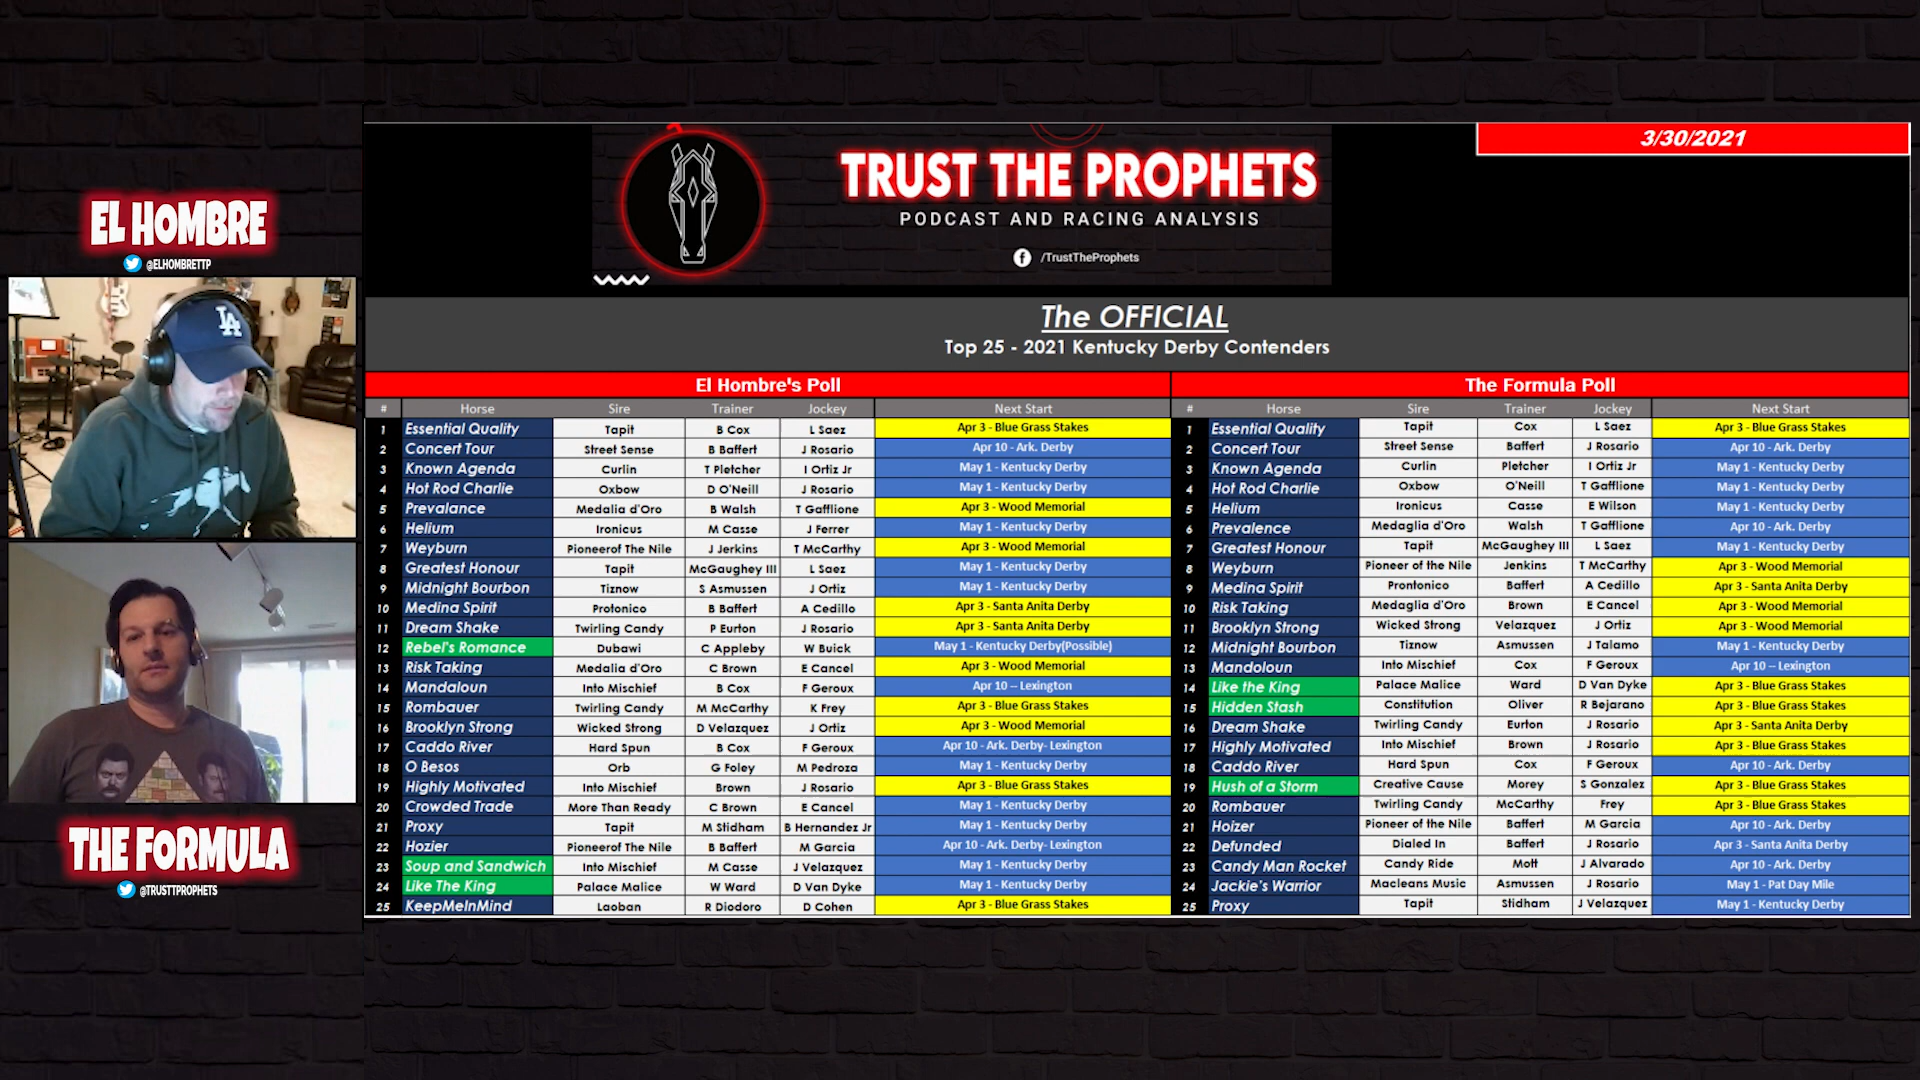 EL HOMBRE
@ELHOMBRETTP
LA
THE FORMULA
@TRUSTTPROPHETS
3/30/2021
TRUST THE PROPHETS
PODCAST AND RACING ANALYSIS
/TrustTheProphets
The OFFICIAL
Top 25 - 2021 Kentucky Derby Contenders
El Hombre's Poll
# Horse Sire Trainer Jockey Next Start
1 Essential Quality Tapit B Cox L Saez Apr 3 - Blue Grass Stakes
2 Concert Tour Street Sense B Baffert J Rosario Apr 10 - Ark. Derby
3 Known Agenda Curlin T Pletcher I Ortiz Jr May 1 - Kentucky Derby
4 Hot Rod Charlie Oxbow D O'Neill J Rosario May 1 - Kentucky Derby
5 Prevalance Medalia d'Oro B Walsh T Gafflione Apr 3 - Wood Memorial
6 Helium Ironicus M Casse J Ferrer May 1 - Kentucky Derby
7 Weyburn Pioneerof The Nile J Jerkins T McCarthy Apr 3 - Wood Memorial
8 Greatest Honour Tapit McGaughey III L Saez May 1 - Kentucky Derby
9 Midnight Bourbon Tiznow S Asmussen J Ortiz May 1 - Kentucky Derby
10 Medina Spirit Protonico B Baffert A Cedillo Apr 3 - Santa Anita Derby
11 Dream Shake Twirling Candy P Eurton J Rosario Apr 3 - Santa Anita Derby
12 Rebel's Romance Dubawi C Appleby W Buick May 1 - Kentucky Derby(Possible)
13 Risk Taking Medalia d'Oro C Brown E Cancel Apr 3 - Wood Memorial
14 Mandaloun Into Mischief B Cox F Geroux Apr 10 -- Lexington
15 Rombauer Twirling Candy M McCarthy K Frey Apr 3 - Blue Grass Stakes
16 Brooklyn Strong Wicked Strong D Velazquez J Ortiz Apr 3 - Wood Memorial
17 Caddo River Hard Spun B Cox F Geroux Apr 10 - Ark. Derby- Lexington
18 O Besos Orb G Foley M Pedroza May 1 - Kentucky Derby
19 Highly Motivated Into Mischief Brown J Rosario Apr 3 - Blue Grass Stakes
20 Crowded Trade More Than Ready C Brown E Cancel May 1 - Kentucky Derby
21 Proxy Tapit M Stidham B Hernandez Jr May 1 - Kentucky Derby
22 Hozier Pioneerof The Nile B Baffert M Garcia Apr 10 - Ark. Derby- Lexington
23 Soup and Sandwich Into Mischief M Casse J Velazquez May 1 - Kentucky Derby
24 Like The King Palace Malice W Ward D Van Dyke May 1 - Kentucky Derby
25 KeepMeInMind Laoban R Diodoro D Cohen Apr 3 - Blue Grass Stakes
The Formula Poll
# Horse Sire Trainer Jockey Next Start
1 Essential Quality Tapit Cox L Saez Apr 3 - Blue Grass Stakes
2 Concert Tour Street Sense Baffert J Rosario Apr 10 - Ark. Derby
3 Known Agenda Curlin Pletcher I Ortiz Jr May 1 - Kentucky Derby
4 Hot Rod Charlie Oxbow O'Neill T Gafflione May 1 - Kentucky Derby
5 Helium Ironicus Casse E Wilson May 1 - Kentucky Derby
6 Prevalence Medaglia d'Oro Walsh T Gafflione Apr 10 - Ark. Derby
7 Greatest Honour Tapit McGaughey III L Saez May 1 - Kentucky Derby
8 Weyburn Pioneer of the Nile Jenkins T McCarthy Apr 3 - Wood Memorial
9 Medina Spirit Prontonico Baffert A Cedillo Apr 3 - Santa Anita Derby
10 Risk Taking Medaglia d'Oro Brown E Cancel Apr 3 - Wood Memorial
11 Brooklyn Strong Wicked Strong Velazquez J Ortiz Apr 3 - Wood Memorial
12 Midnight Bourbon Tiznow Asmussen J Talamo May 1 - Kentucky Derby
13 Mandoloun Into Mischief Cox F Geroux Apr 10 -- Lexington
14 Like the King Palace Malice Ward D Van Dyke Apr 3 - Blue Grass Stakes
15 Hidden Stash Constitution Oliver R Bejarano Apr 3 - Blue Grass Stakes
16 Dream Shake Twirling Candy Eurton J Rosario Apr 3 - Santa Anita Derby
17 Highly Motivated Into Mischief Brown J Rosario Apr 3 - Blue Grass Stakes
18 Caddo River Hard Spun Cox F Geroux Apr 10 - Ark. Derby
19 Hush of a Storm Creative Cause Morey S Gonzalez Apr 3 - Blue Grass Stakes
20 Rombauer Twirling Candy McCarthy Frey Apr 3 - Blue Grass Stakes
21 Hoizer Pioneer of the Nile Baffert M Garcia Apr 10 - Ark. Derby
22 Defunded Dialed In Baffert J Rosario Apr 3 - Santa Anita Derby
23 Candy Man Rocket Candy Ride Mott J Alvarado Apr 10 - Ark. Derby
24 Jackie's Warrior Macleans Music Asmussen J Rosario May 1 - Pat Day Mile
25 Proxy Tapit Stidham J Velazquez May 1 - Kentucky Derby